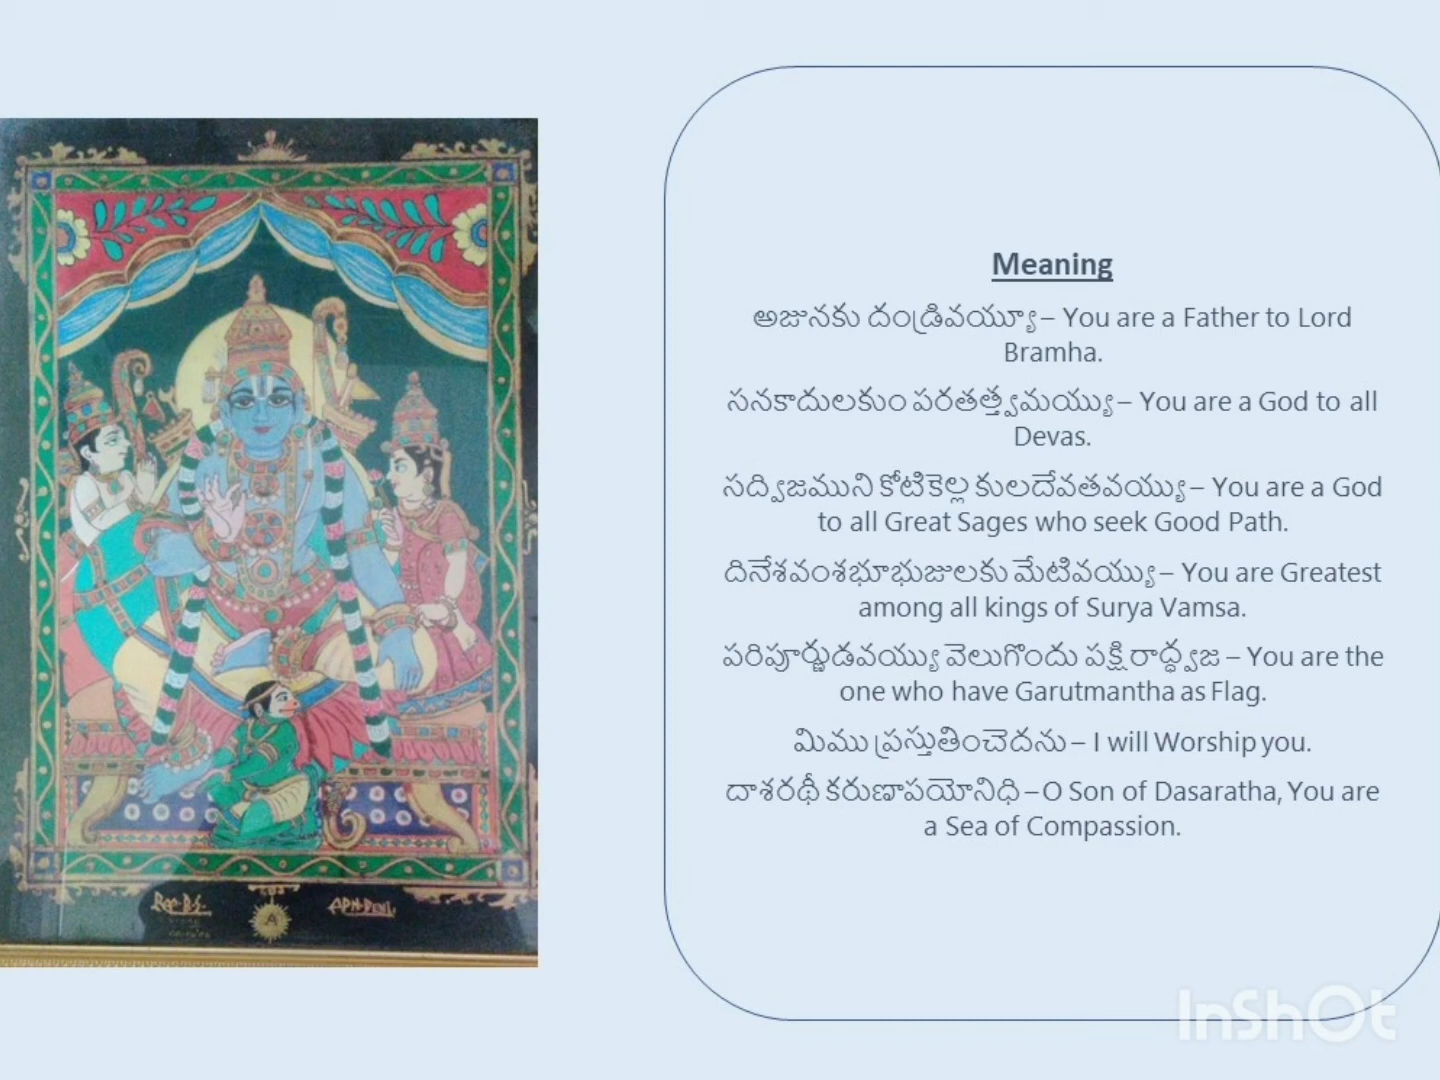 Meaning
అజునకు దండ్రివయ్యూ – You are a Father to Lord
Bramha.
సనకాదులకుం పరతత్త్వమయ్యు – You are a God to all
Devas.
సద్విజముని కోటికెల్ల కులదేవతవయ్యు – You are a God
to all Great Sages who seek Good Path.
దినేశవంశభూభుజులకు మేటివయ్యు – You are Greatest
among all kings of Surya Vamsa.
పరిపూర్ణుడవయ్యు వెలుగొందు పక్షి రాద్ధ్వజ – You are the
one who have Garutmantha as Flag.
మిము ప్రస్తుతించెదను – I will Worship you.
దాశరథీ కరుణాపయోనిధి – O Son of Dasaratha, You are
a Sea of Compassion.
A
InShOt